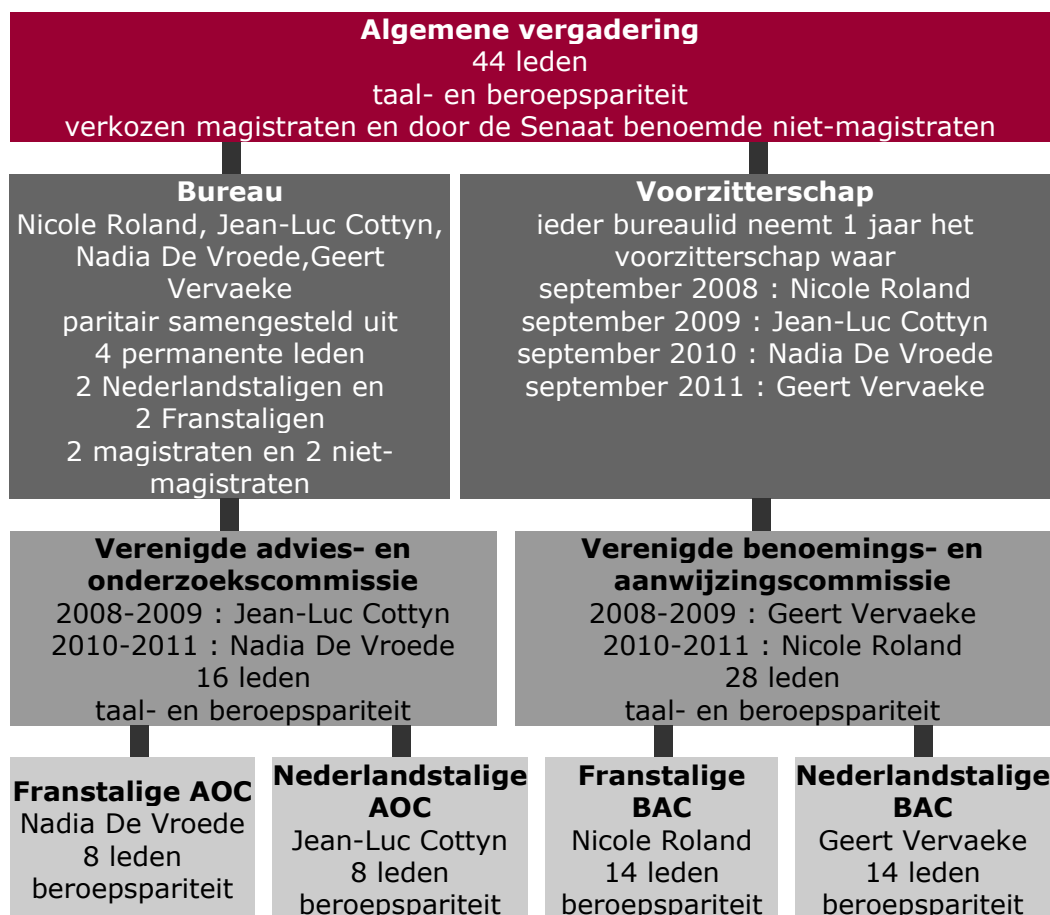 Algemene vergadering
44 leden
taal- en beroepspariteit
verkozen magistraten en door de Senaat benoemde niet-magistraten
Bureau
Nicole Roland, Jean-Luc Cottyn,
Nadia De Vroede,Geert
Vervaeke
paritair samengesteld uit
4 permanente leden
2 Nederlandstaligen en
2 Franstaligen
2 magistraten en 2 niet-
magistraten
Voorzitterschap
ieder bureaulid neemt 1 jaar het
voorzitterschap waar
september 2008 : Nicole Roland
september 2009 : Jean-Luc Cottyn
september 2010 : Nadia De Vroede
september 2011 : Geert Vervaeke
Verenigde advies- en
onderzoekscommissie
2008-2009 : Jean-Luc Cottyn
2010-2011 : Nadia De Vroede
16 leden
taal- en beroepspariteit
Verenigde benoemings- en
aanwijzingscommissie
2008-2009 : Geert Vervaeke
2010-2011 : Nicole Roland
28 leden
taal- en beroepspariteit
Franstalige AOC
Nadia De Vroede
8 leden
beroepspariteit
Nederlandstalige
AOC
Jean-Luc Cottyn
8 leden
beroepspariteit
Franstalige
BAC
Nicole Roland
14 leden
beroepspariteit
Nederlandstalige
BAC
Geert Vervaeke
14 leden
beroepspariteit